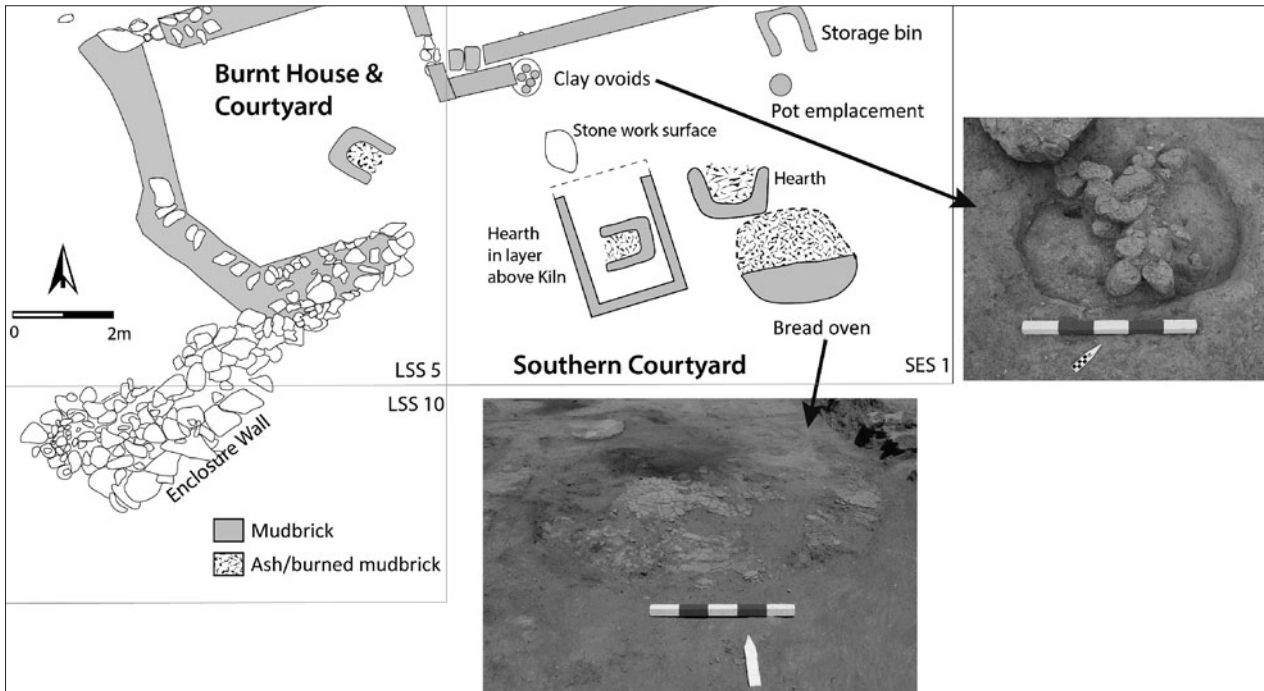 Burnt House &
Courtyard
Storage bin
Clay ovoids
Pot emplacement
Stone work surface
Hearth
Hearth
in layer
above Kiln
0
2m
Bread oven
LSS 5
Southern Courtyard
SES 1
LSS 10
Enclosure Wall
Mudbrick
Ash/burned mudbrick